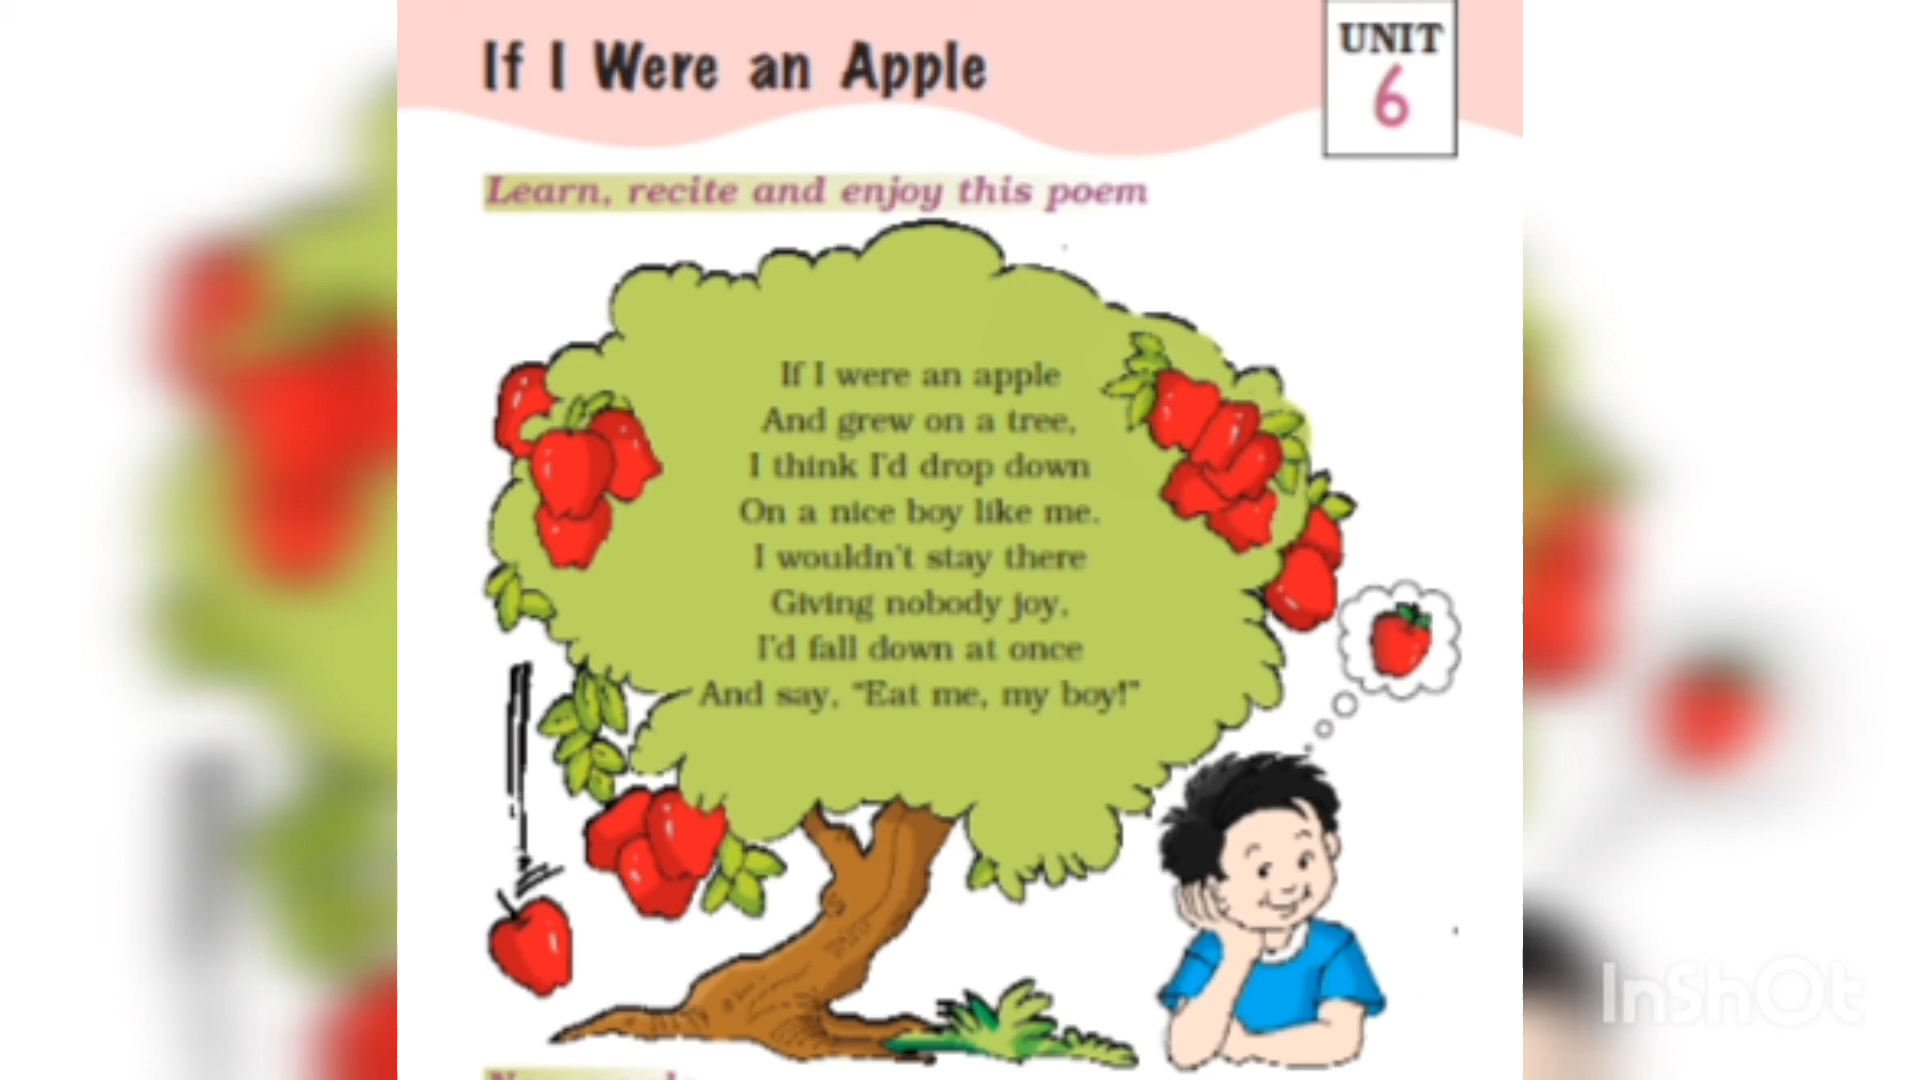 If I Were an Apple
UNIT
6
Learn, recite and enjoy this poem
If I were an apple
And grew on a tree,
I think I'd drop down
On a nice boy like me.
I wouldn't stay there
Giving nobody joy,
I'd fall down at once
And say, “Eat me, my boy!”
InShOt